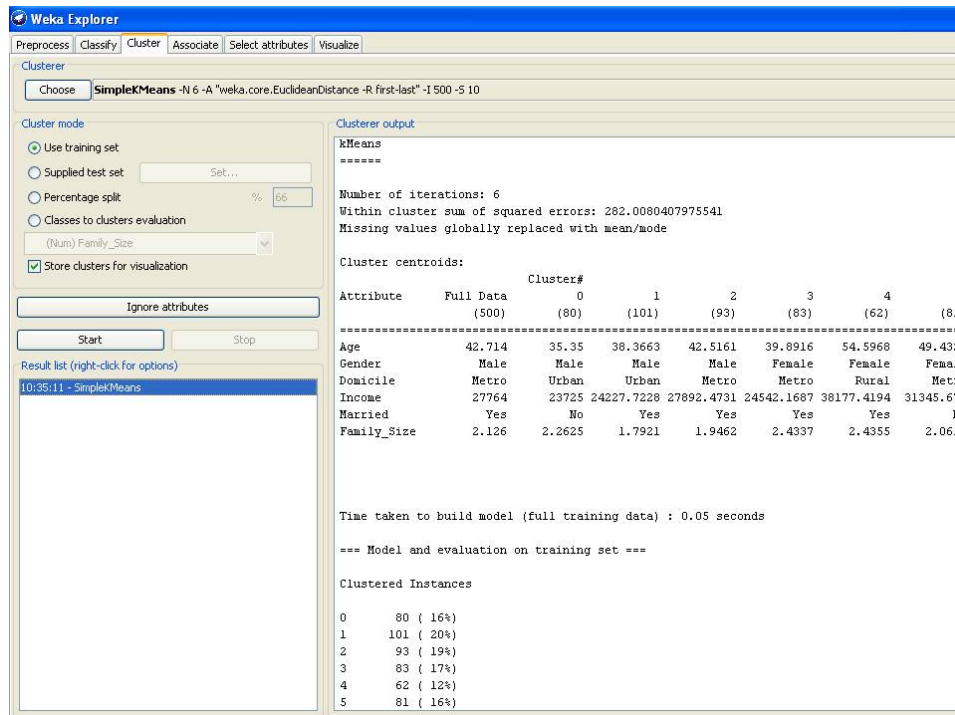 Weka Explorer
Preprocess Classify Cluster Associate Select attributes Visualize
Clusterer
Choose SimpleKMeans -N 6 -A "weka.core.EuclideanDistance -R first-last" -I 500 -S 10
Cluster mode
Use training set
Supplied test set Set...
Percentage split % 66
Classes to clusters evaluation
(Num) Family_Size
Store clusters for visualization
Ignore attributes
Start Stop
Result list (right-click for options)
10:35:11 - SimpleKMeans
Clusterer output
kMeans
======
Number of iterations: 6
Within cluster sum of squared errors: 282.0080407975541
Missing values globally replaced with mean/mode
Cluster centroids:
Cluster#
Attribute Full Data 0 1 2 3 4
(500) (80) (101) (93) (83) (62) (8
Age 42.714 35.35 38.3663 42.5161 39.8916 54.5968 49.43
Gender Male Male Male Male Female Female Fema
Domicile Metro Urban Urban Metro Metro Rural Met
Income 27764 23725 24227.7228 27892.4731 24542.1687 38177.4194 31345.6
Married Yes No Yes Yes Yes Yes
Family_Size 2.126 2.2625 1.7921 1.9462 2.4337 2.4355 2.06
Time taken to build model (full training data) : 0.05 seconds
=== Model and evaluation on training set ===
Clustered Instances
0 80 ( 16%)
1 101 ( 20%)
2 93 ( 19%)
3 83 ( 17%)
4 62 ( 12%)
5 81 ( 16%)